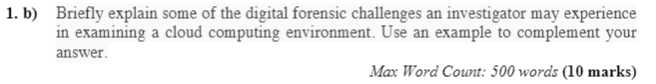 1. b) Briefly explain some of the digital forensic challenges an investigator may experience
in examining a cloud computing environment. Use an example to complement your
answer.
Max Word Count: 500 words (10 marks)